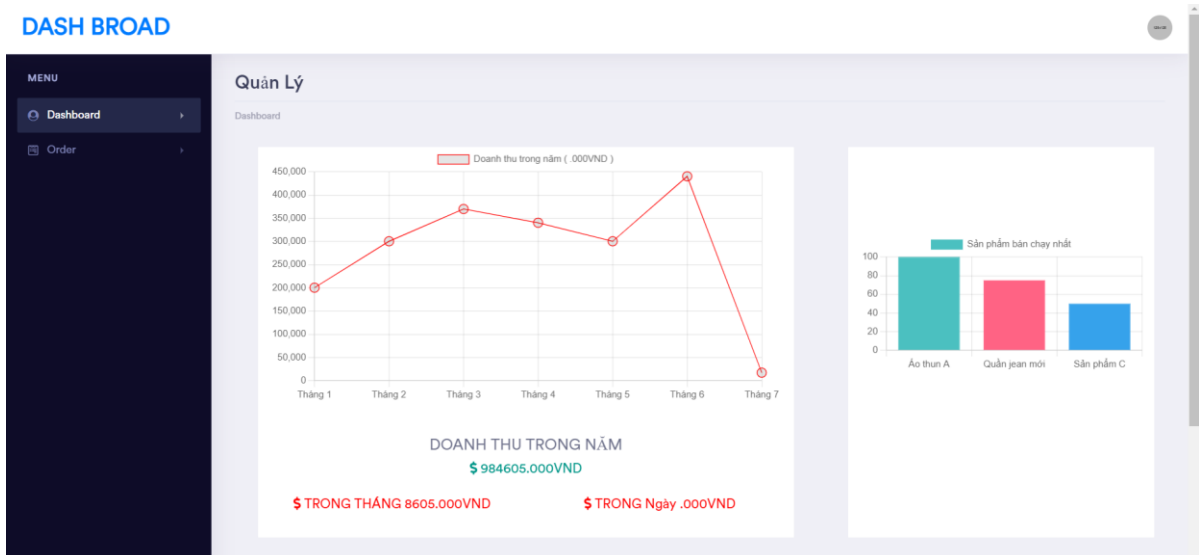 DASH BROAD
MENU
Dashboard
Order
Quản Lý
Dashboard
Doanh thu trong năm ( .000VND )
450,000
400,000
350,000
300,000
250,000
200,000
150,000
100,000
50,000
0
Tháng 1 Tháng 2 Tháng 3 Tháng 4 Tháng 5 Tháng 6 Tháng 7
DOANH THU TRONG NĂM
$ 984605.000VND
$ TRONG THÁNG 8605.000VND $ TRONG Ngày .000VND
Sản phẩm bán chạy nhất
100
80
60
40
20
0
Áo thun A Quần jean mới Sản phẩm C